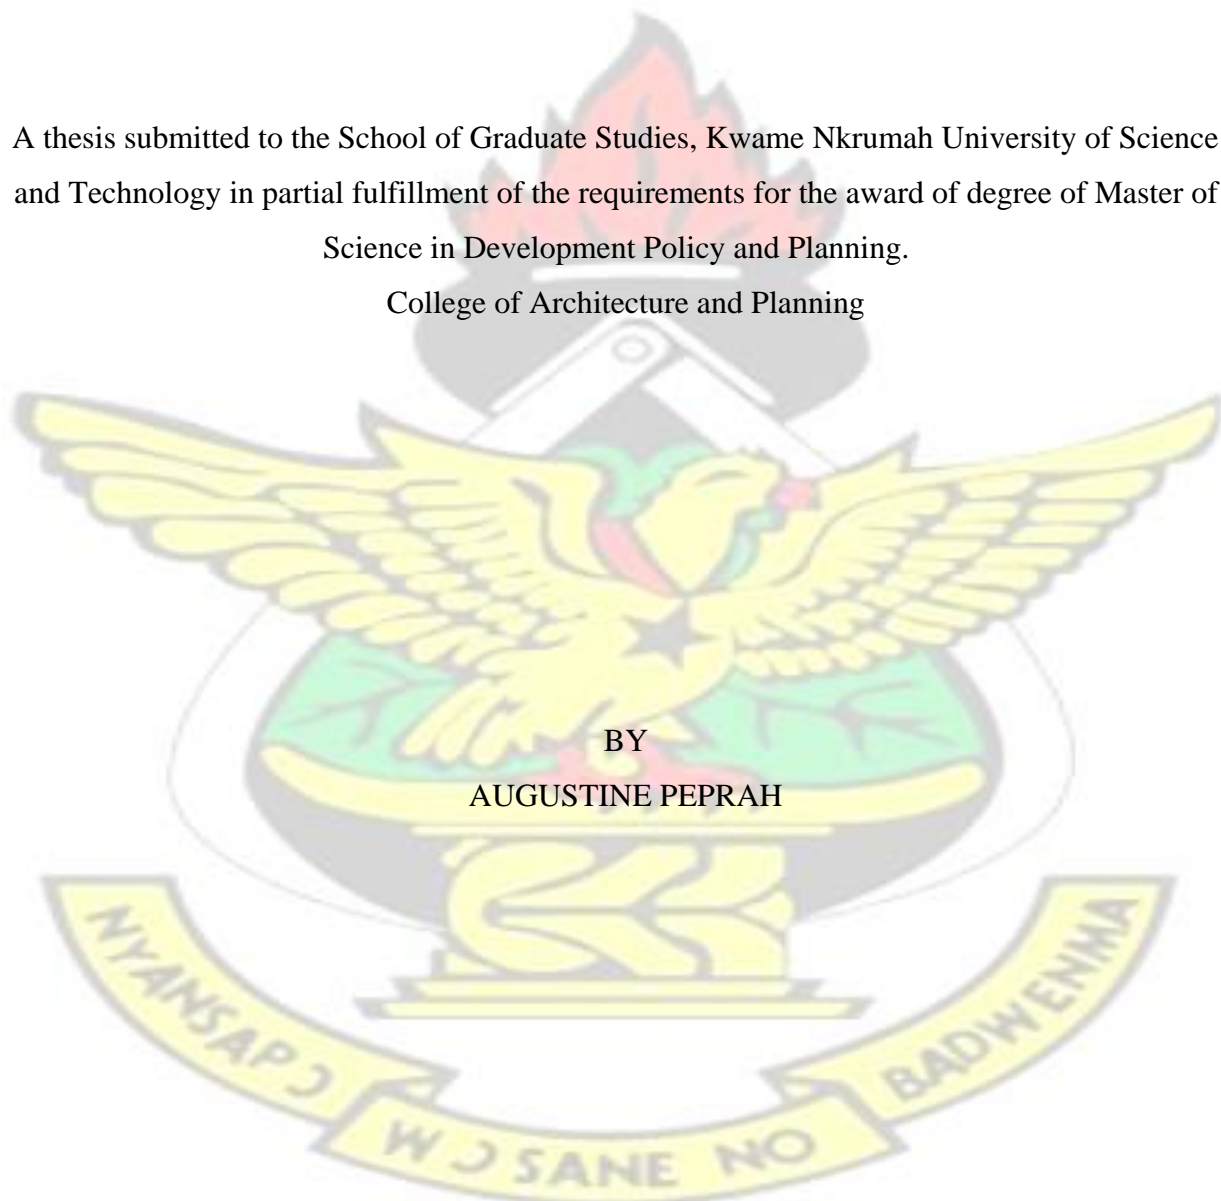 A thesis submitted to the School of Graduate Studies, Kwame Nkrumah University of Science
and Technology in partial fulfillment of the requirements for the award of degree of Master of
Science in Development Policy and Planning.
College of Architecture and Planning
BY
AUGUSTINE PEPRAH
NYANSAPƆ
WƆSANE NO
BADWENMA